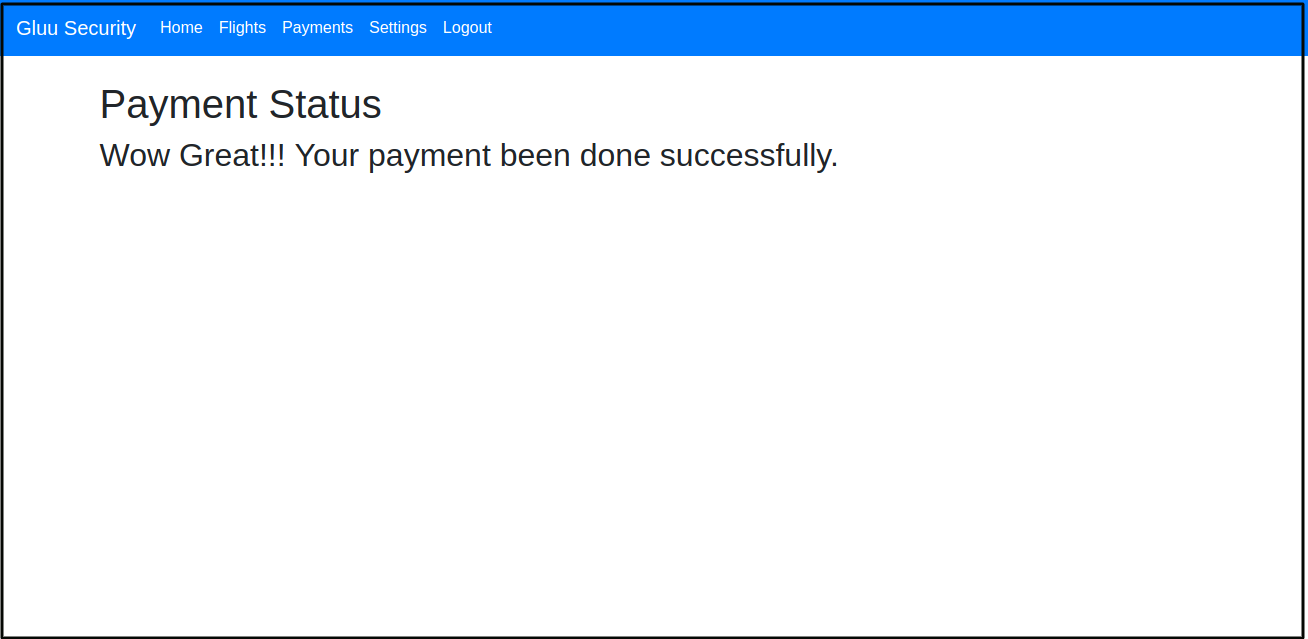 Gluu Security Home Flights Payments Settings Logout
Payment Status
Wow Great!!! Your payment been done successfully.